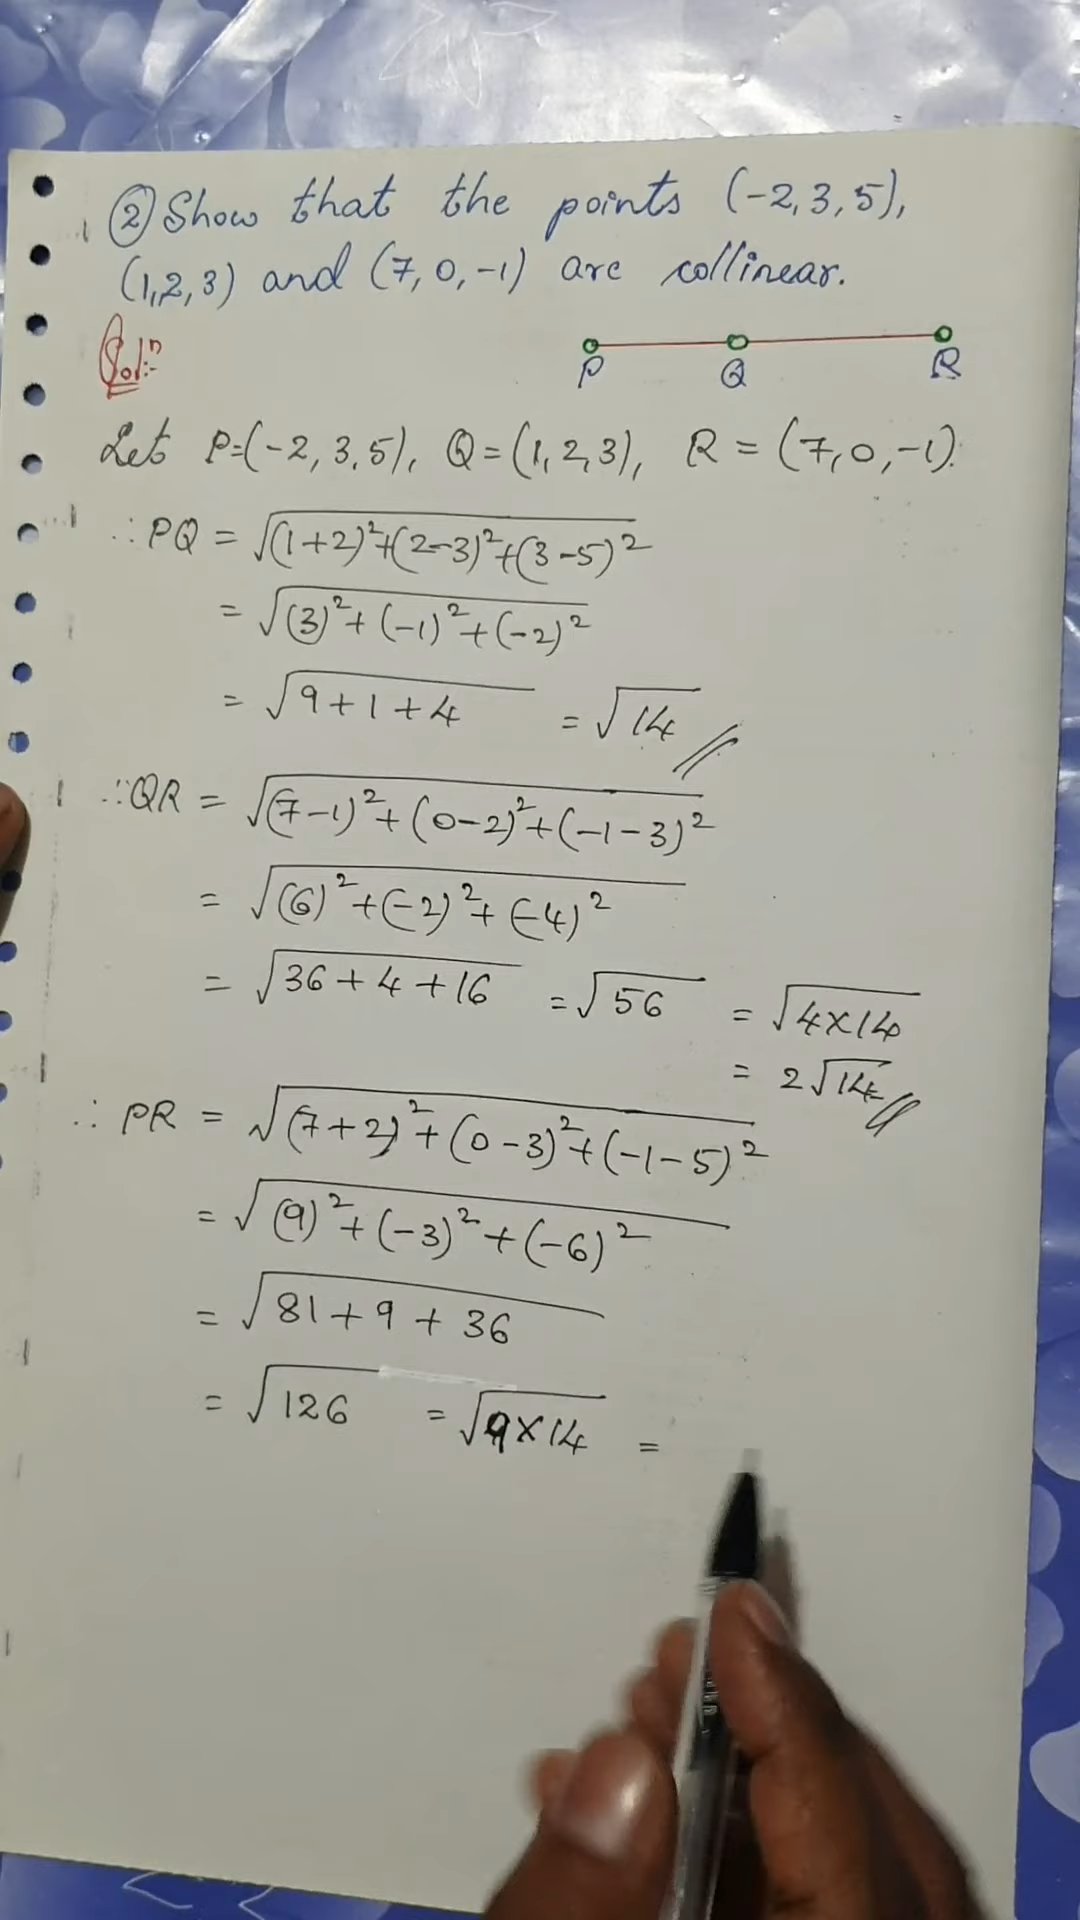 ② Show that the points (-2, 3, 5),
(1, 2, 3) and (7, 0, -1) are collinear.
Solⁿ:-
P Q R
Let P=(-2, 3, 5), Q=(1, 2, 3), R = (7, 0, -1).
∴ PQ = √((1+2)²+(2-3)²+(3-5)²)
= √((3)²+(-1)²+(-2)²)
= √(9+1+4) = √14 //
∴ QR = √((7-1)²+(0-2)²+(-1-3)²)
= √((6)²+(-2)²+(-4)²)
= √(36+4+16) = √56 = √(4×14)
= 2√14 //
∴ PR = √((7+2)²+(0-3)²+(-1-5)²)
= √((9)²+(-3)²+(-6)²)
= √(81+9+36)
= √126 = √(9×14) =